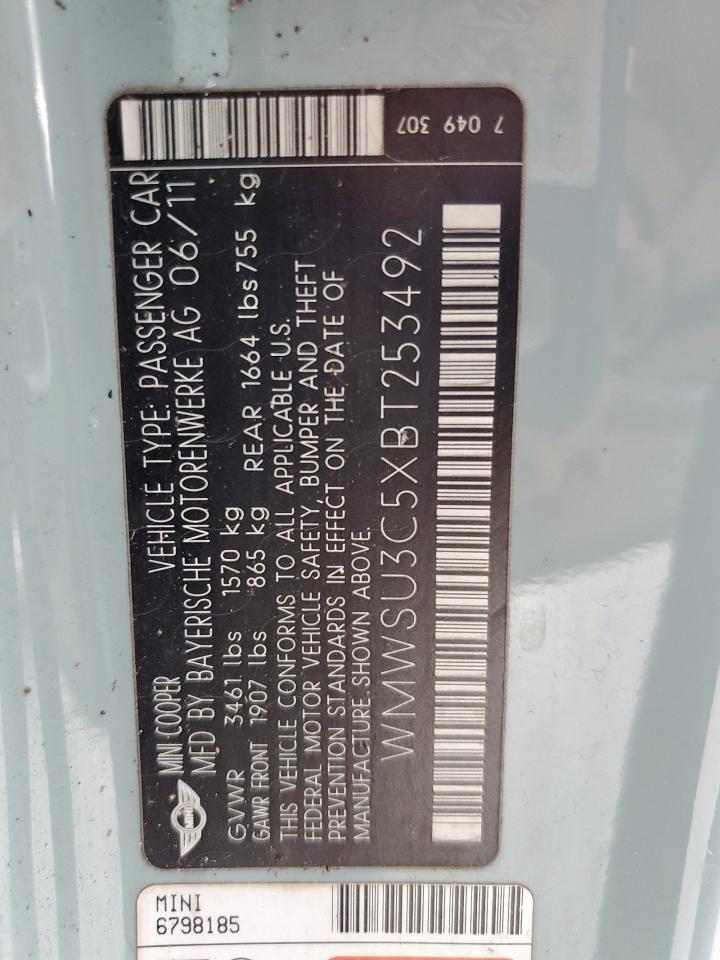 7 049 307
MINI COOPER VEHICLE TYPE: PASSENGER CAR
MFD BY BAYERISCHE MOTORENWERKE AG 06/11
GVWR 3461 lbs 1570 kg
GAWR FRONT 1907 lbs 865 kg REAR 1664 lbs 755 kg
THIS VEHICLE CONFORMS TO ALL APPLICABLE U.S.
FEDERAL MOTOR VEHICLE SAFETY, BUMPER AND THEFT
PREVENTION STANDARDS IN EFFECT ON THE DATE OF
MANUFACTURE SHOWN ABOVE.
WMWSU3C5XBT253492
MINI
MINI
6798185